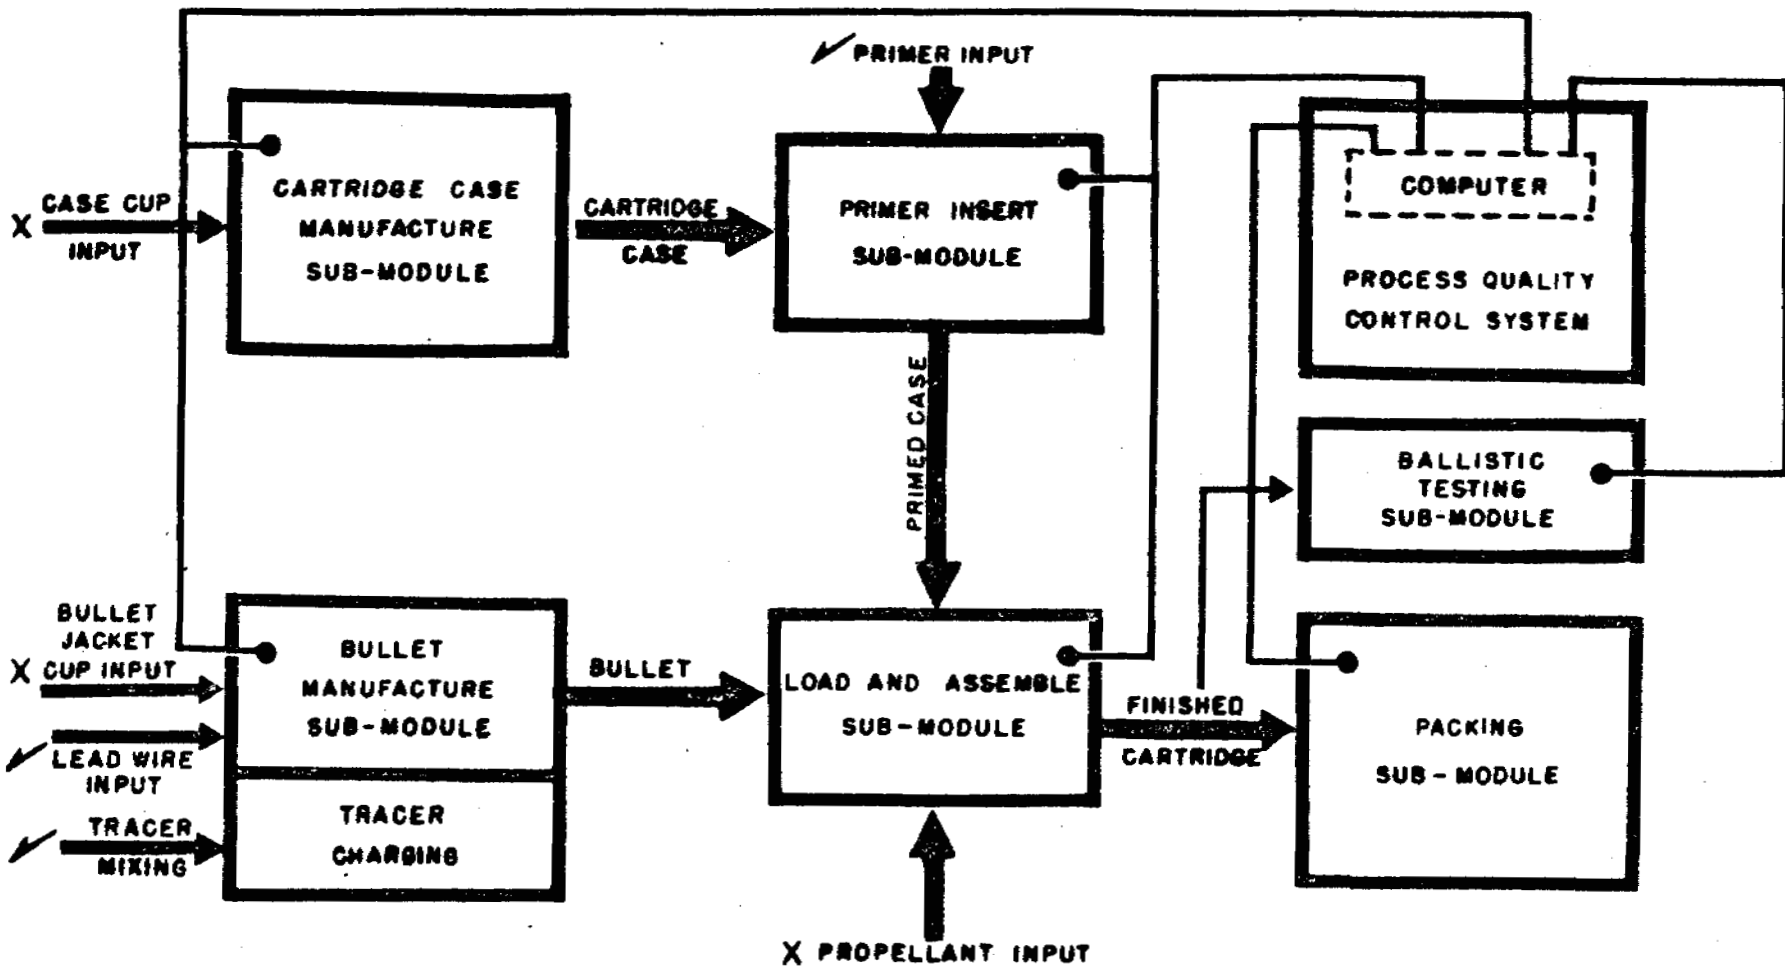 PRIMER INPUT
CARTRIDGE CASE
MANUFACTURE
SUB-MODULE
X CASE CUP
INPUT
CARTRIDGE
CASE
PRIMER INSERT
SUB-MODULE
COMPUTER
PROCESS QUALITY
CONTROL SYSTEM
PRIMED CASE
BALLISTIC
TESTING
SUB-MODULE
BULLET
JACKET
X CUP INPUT
LEAD WIRE
INPUT
TRACER
MIXING
BULLET
MANUFACTURE
SUB-MODULE
TRACER
CHARGING
BULLET
LOAD AND ASSEMBLE
SUB-MODULE
FINISHED
CARTRIDGE
PACKING
SUB-MODULE
X PROPELLANT INPUT